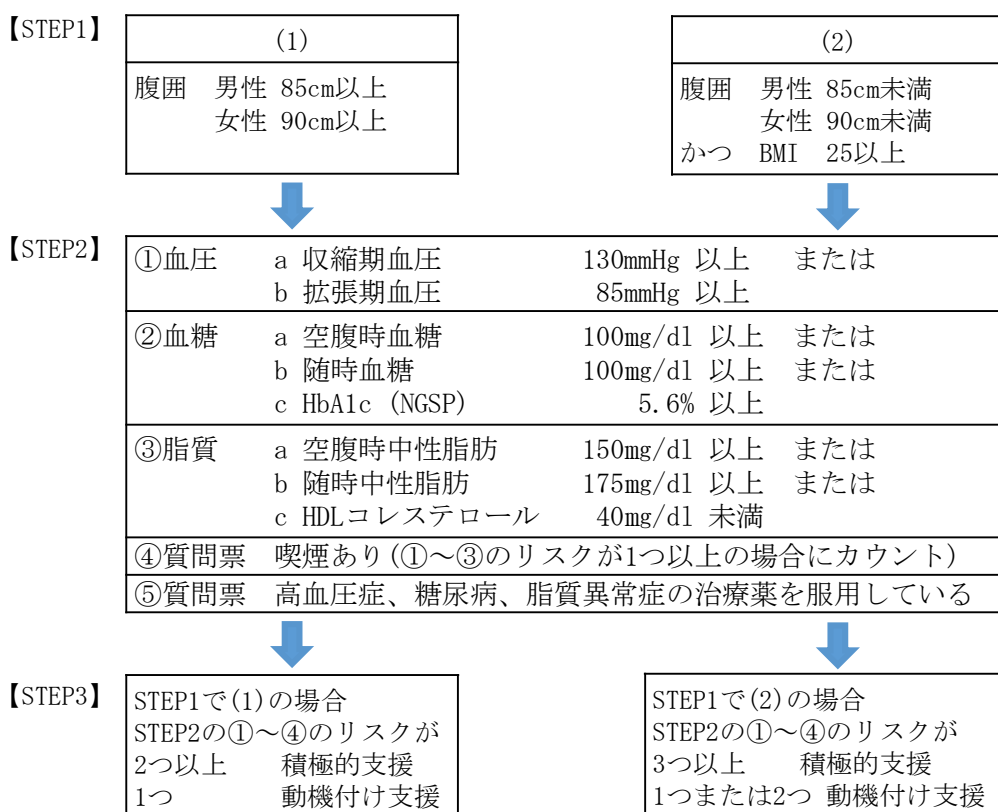 【STEP1】
(1)
腹囲 男性 85cm以上
女性 90cm以上
(2)
腹囲 男性 85cm未満
女性 90cm未満
かつ BMI 25以上
【STEP2】
①血圧 a 収縮期血圧 130mmHg 以上 または
b 拡張期血圧 85mmHg 以上
②血糖 a 空腹時血糖 100mg/dl 以上 または
b 随時血糖 100mg/dl 以上 または
c HbA1c (NGSP) 5.6% 以上
③脂質 a 空腹時中性脂肪 150mg/dl 以上 または
b 随時中性脂肪 175mg/dl 以上 または
c HDLコレステロール 40mg/dl 未満
④質問票 喫煙あり(①～③のリスクが1つ以上の場合にカウント)
⑤質問票 高血圧症、糖尿病、脂質異常症の治療薬を服用している
【STEP3】
STEP1で(1)の場合
STEP2の①～④のリスクが
2つ以上 積極的支援
1つ 動機付け支援
STEP1で(2)の場合
STEP2の①～④のリスクが
3つ以上 積極的支援
1つまたは2つ 動機付け支援